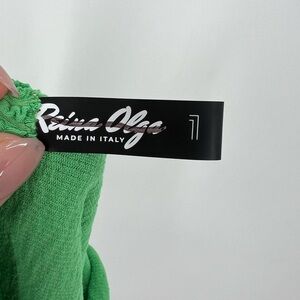 Reina Olga
MADE IN ITALY
1